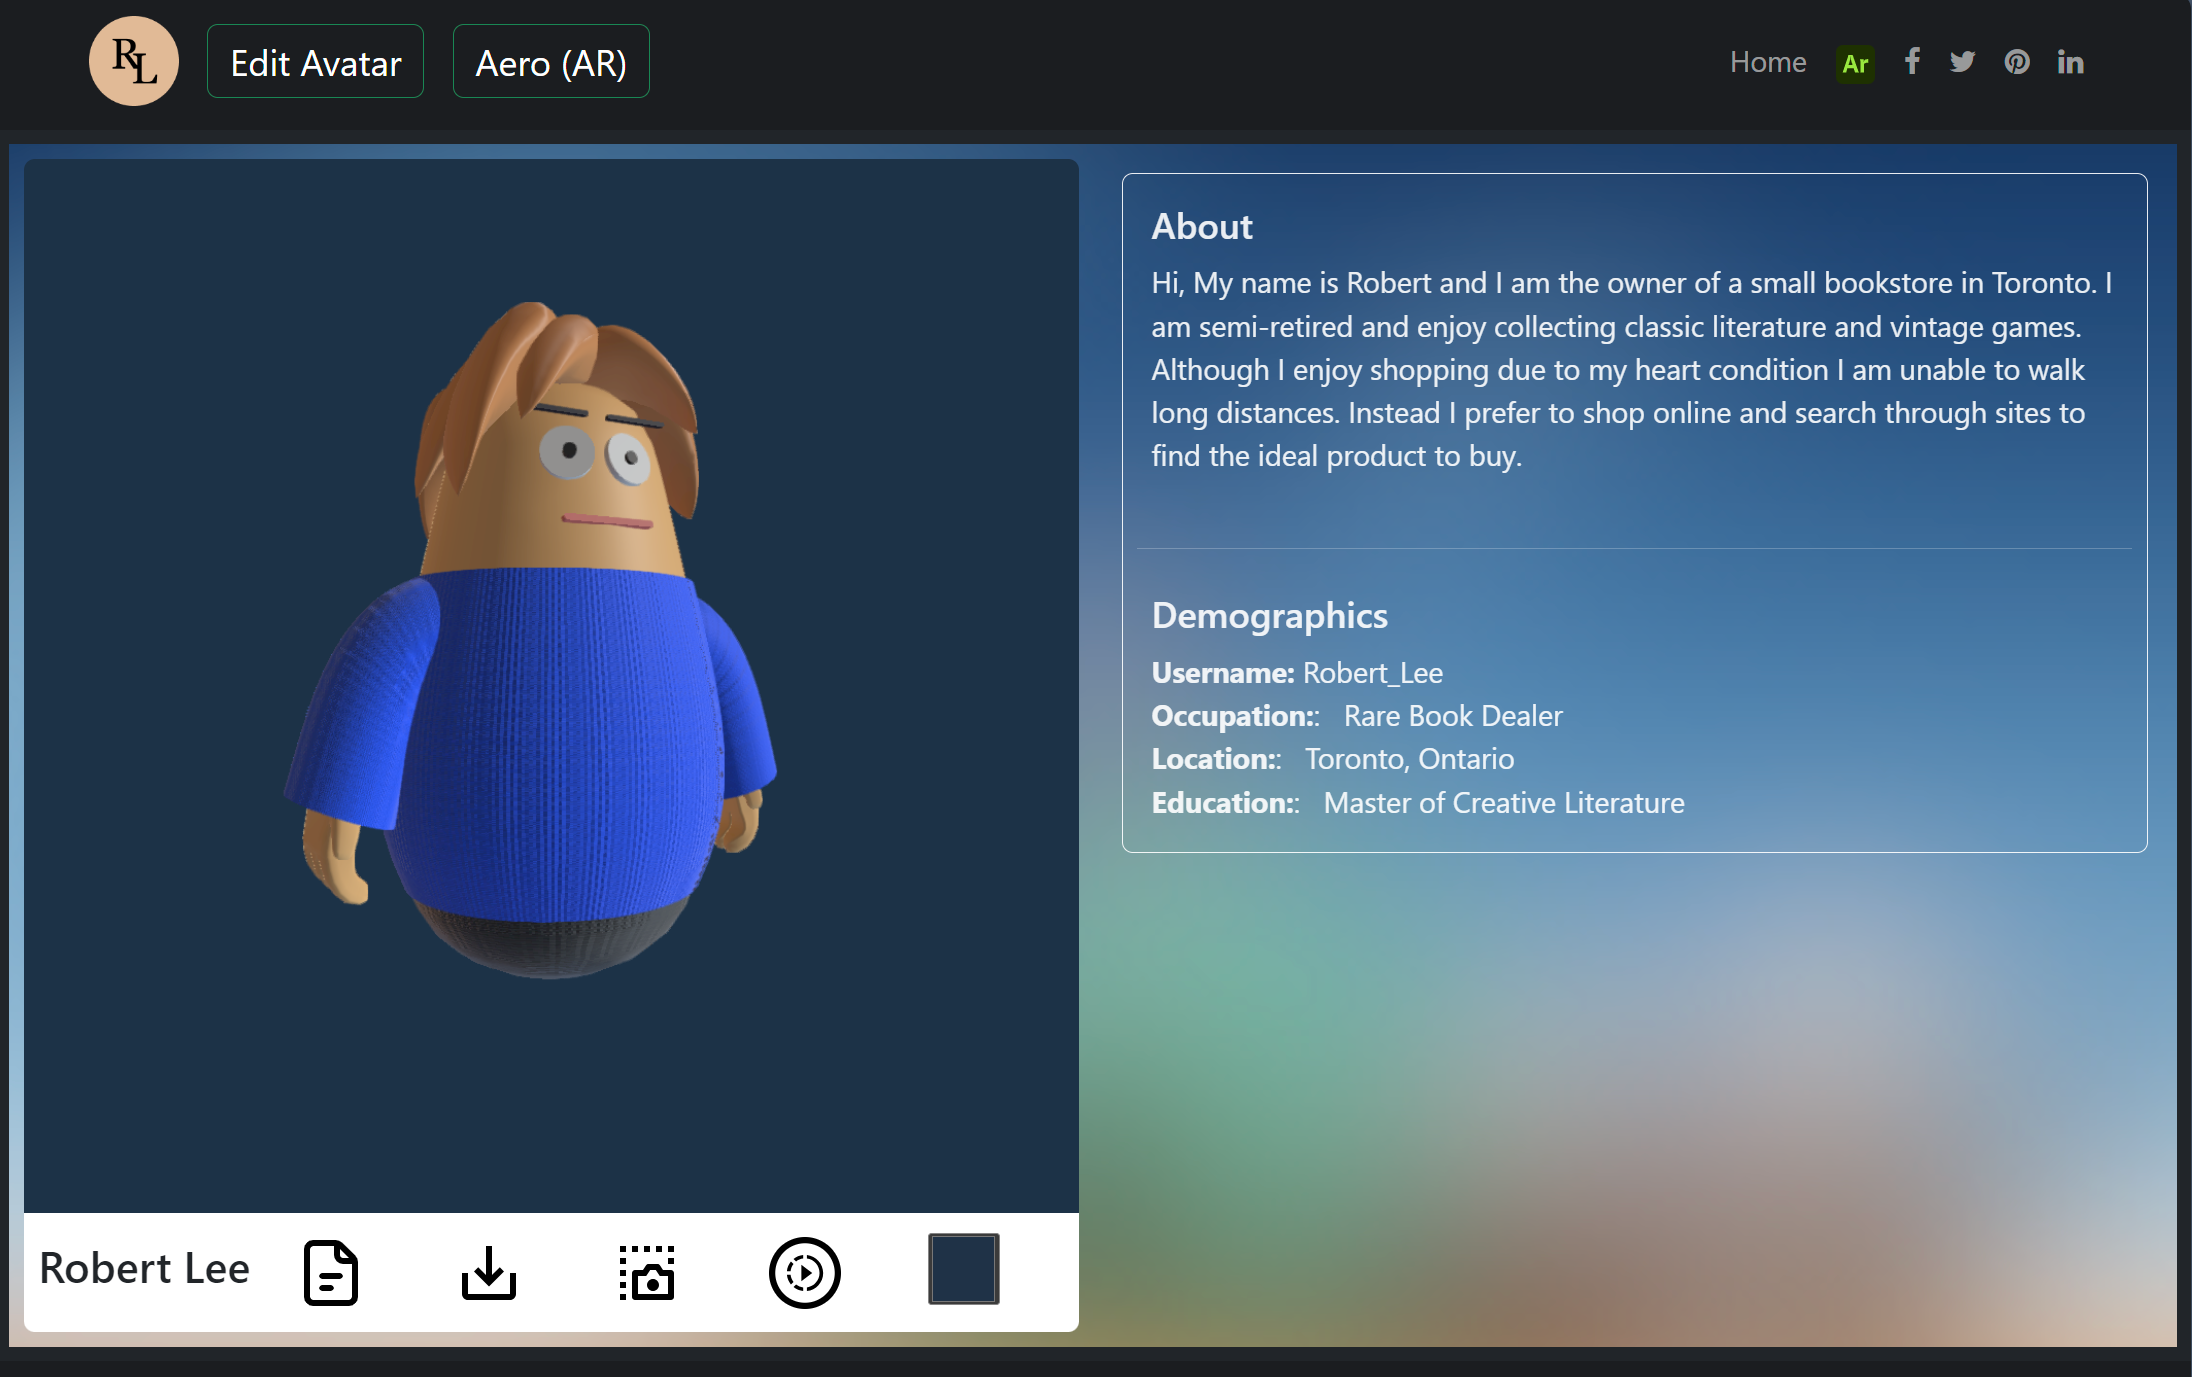 RL
Edit Avatar
Aero (AR)
Home
Ar
About
Hi, My name is Robert and I am the owner of a small bookstore in Toronto. I
am semi-retired and enjoy collecting classic literature and vintage games.
Although I enjoy shopping due to my heart condition I am unable to walk
long distances. Instead I prefer to shop online and search through sites to
find the ideal product to buy.
Demographics
Username: Robert_Lee
Occupation:: Rare Book Dealer
Location:: Toronto, Ontario
Education:: Master of Creative Literature
Robert Lee